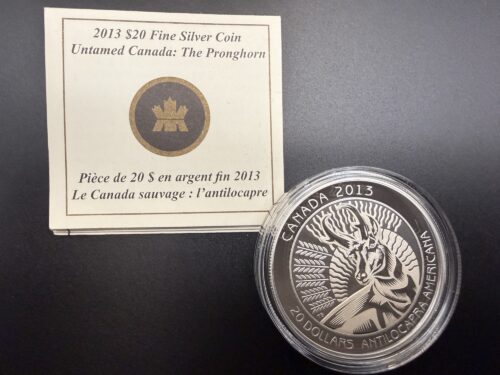 2013 $20 Fine Silver Coin
Untamed Canada: The Pronghorn
Pièce de 20 $ en argent fin 2013
Le Canada sauvage : l'antilocapre
CANADA 2013
20 DOLLARS ANTILOCAPRA AMERICANA